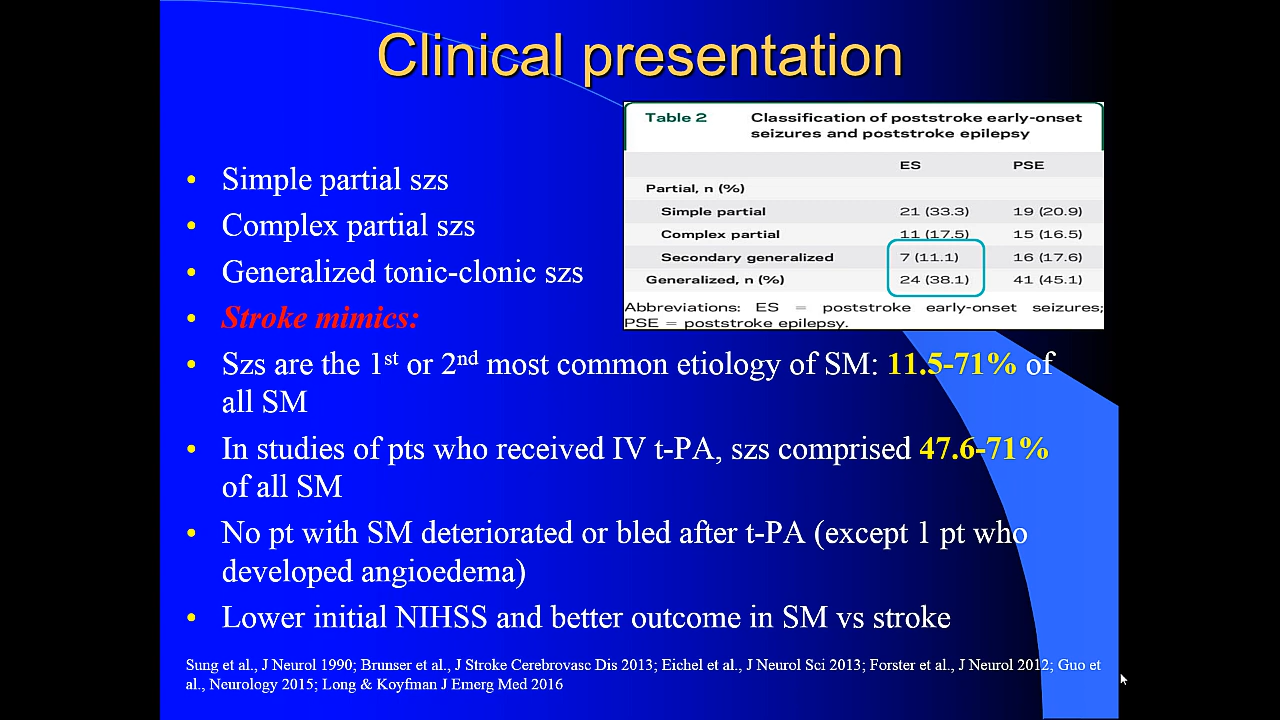 Clinical presentation
Table 2 Classification of poststroke early-onset
seizures and poststroke epilepsy
ES PSE
Partial, n (%)
Simple partial 21 (33.3) 19 (20.9)
Complex partial 11 (17.5) 15 (16.5)
Secondary generalized 7 (11.1) 16 (17.6)
Generalized, n (%) 24 (38.1) 41 (45.1)
Abbreviations: ES = poststroke early-onset seizures;
PSE = poststroke epilepsy.
• Simple partial szs
• Complex partial szs
• Generalized tonic-clonic szs
• Stroke mimics:
• Szs are the 1st or 2nd most common etiology of SM: 11.5-71% of
all SM
• In studies of pts who received IV t-PA, szs comprised 47.6-71%
of all SM
• No pt with SM deteriorated or bled after t-PA (except 1 pt who
developed angioedema)
• Lower initial NIHSS and better outcome in SM vs stroke
Sung et al., J Neurol 1990; Brunser et al., J Stroke Cerebrovasc Dis 2013; Eichel et al., J Neurol Sci 2013; Forster et al., J Neurol 2012; Guo et
al., Neurology 2015; Long & Koyfman J Emerg Med 2016